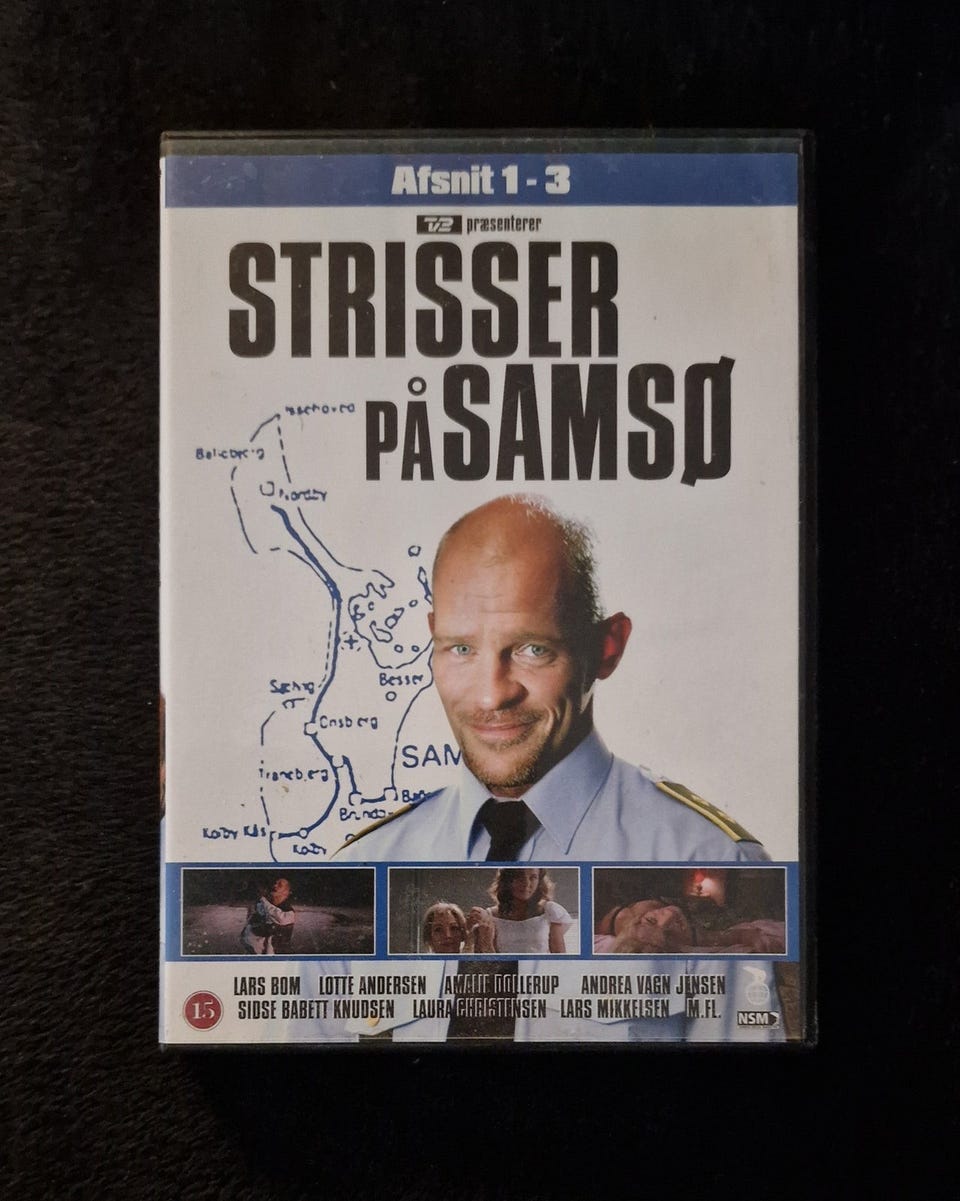 Afsnit 1 - 3
TV2 præsenterer
STRISSER
PÅ SAMSØ
Besser
Onsberg
SAM
LARS BOM LOTTE ANDERSEN AMALIE DOLLERUP ANDREA VAGN JENSEN
SIDSE BABETT KNUDSEN LAURA CHRISTENSEN LARS MIKKELSEN M.FL.
15
NSM